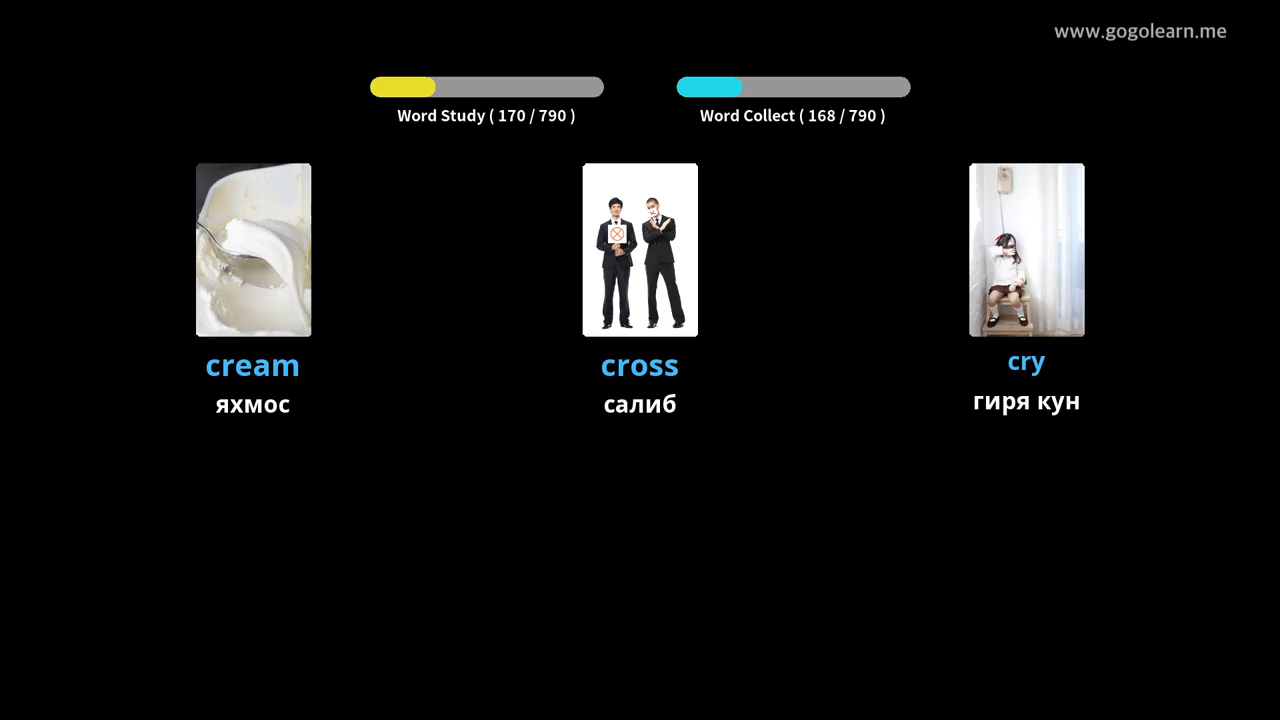 www.gogolearn.me
Word Study ( 170 / 790 )
Word Collect ( 168 / 790 )
cream
яхмос
cross
салиб
cry
гиря кун